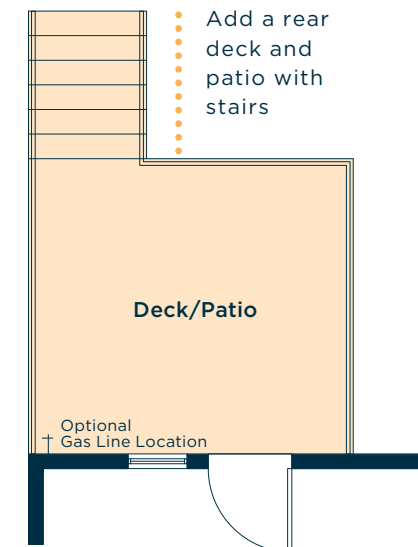 Add a rear
deck and
patio with
stairs
Deck/Patio
Optional
Gas Line Location